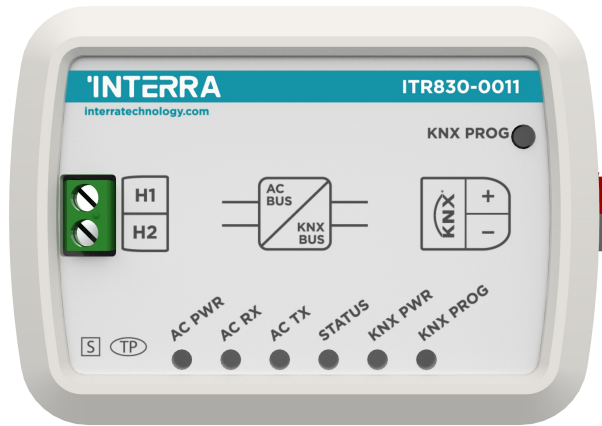 INTERRA
ITR830-0011
interratechnology.com
KNX PROG
H1
H2
AC
BUS
KNX
BUS
KNX
+
−
AC PWR
AC RX
AC TX
STATUS
KNX PWR
KNX PROG
S
TP